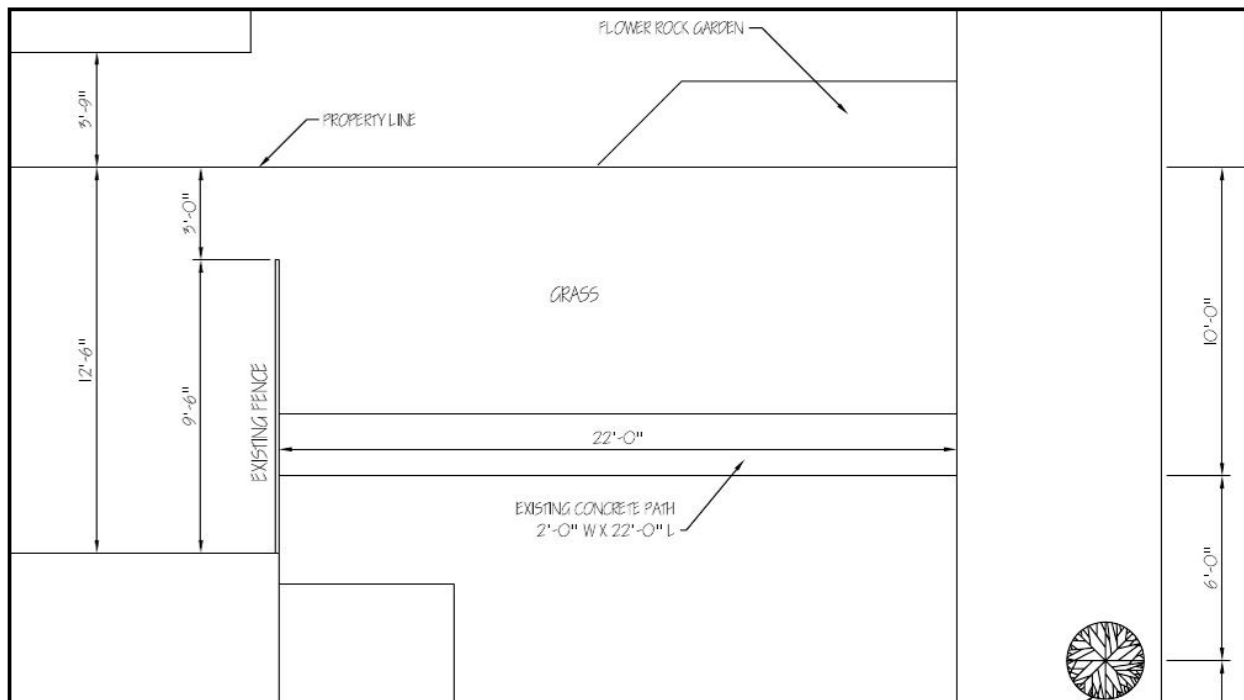 FLOWER ROCK GARDEN
3'-9"
PROPERTY LINE
3'-0"
GRASS
10'-0"
12'-6"
9'-6"
EXISTING FENCE
22'-0"
EXISTING CONCRETE PATH
2'-0" W X 22'-0" L
6'-0"